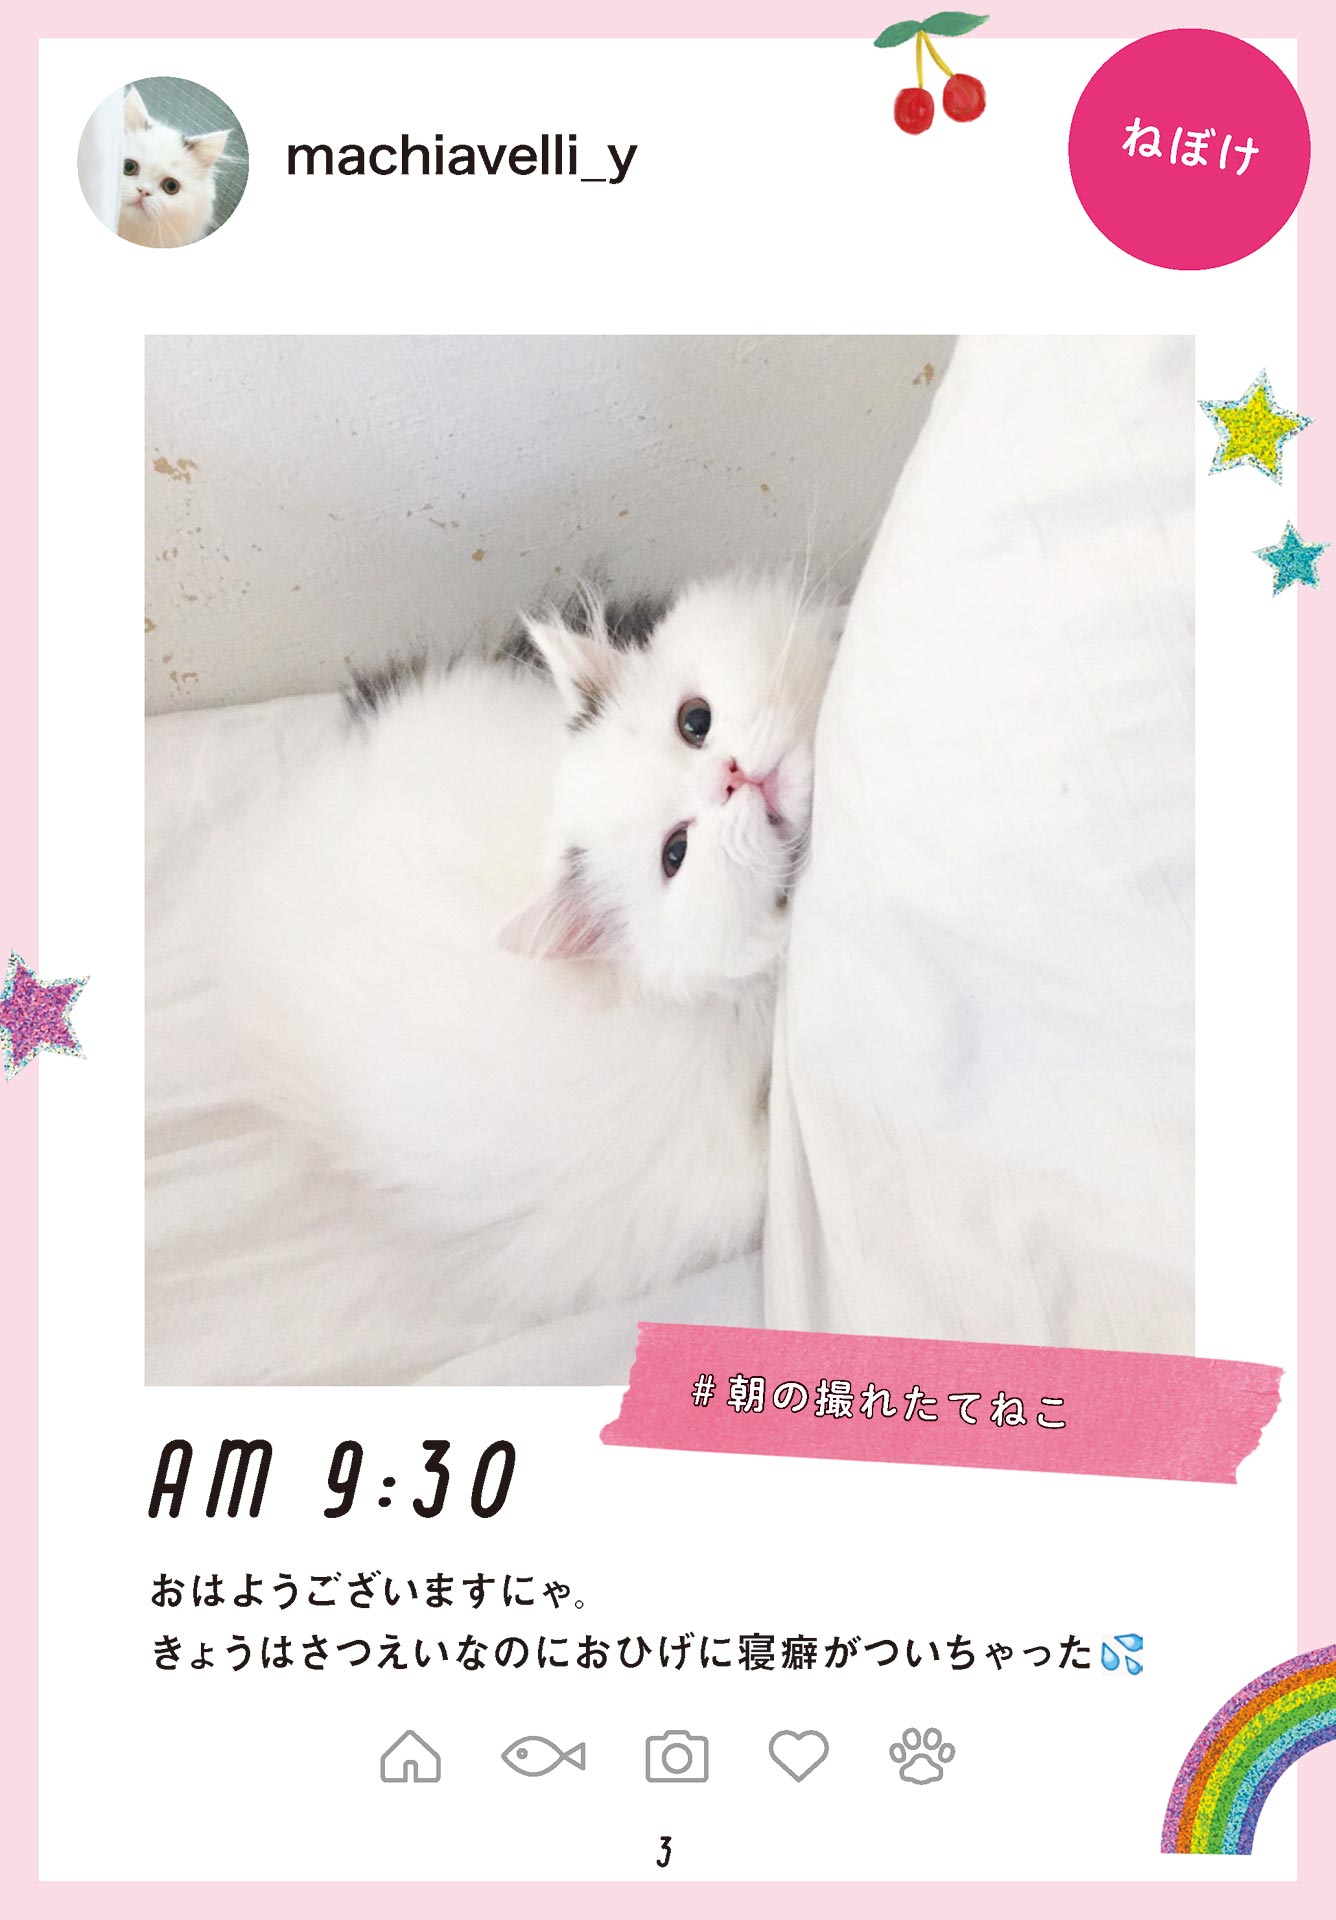 machiavelli_y
ねぼけ
#朝の撮れたてねこ
AM 9:30
おはようございますにゃ。
きょうはさつえいなのにおひげに寝癖がついちゃった💦
3